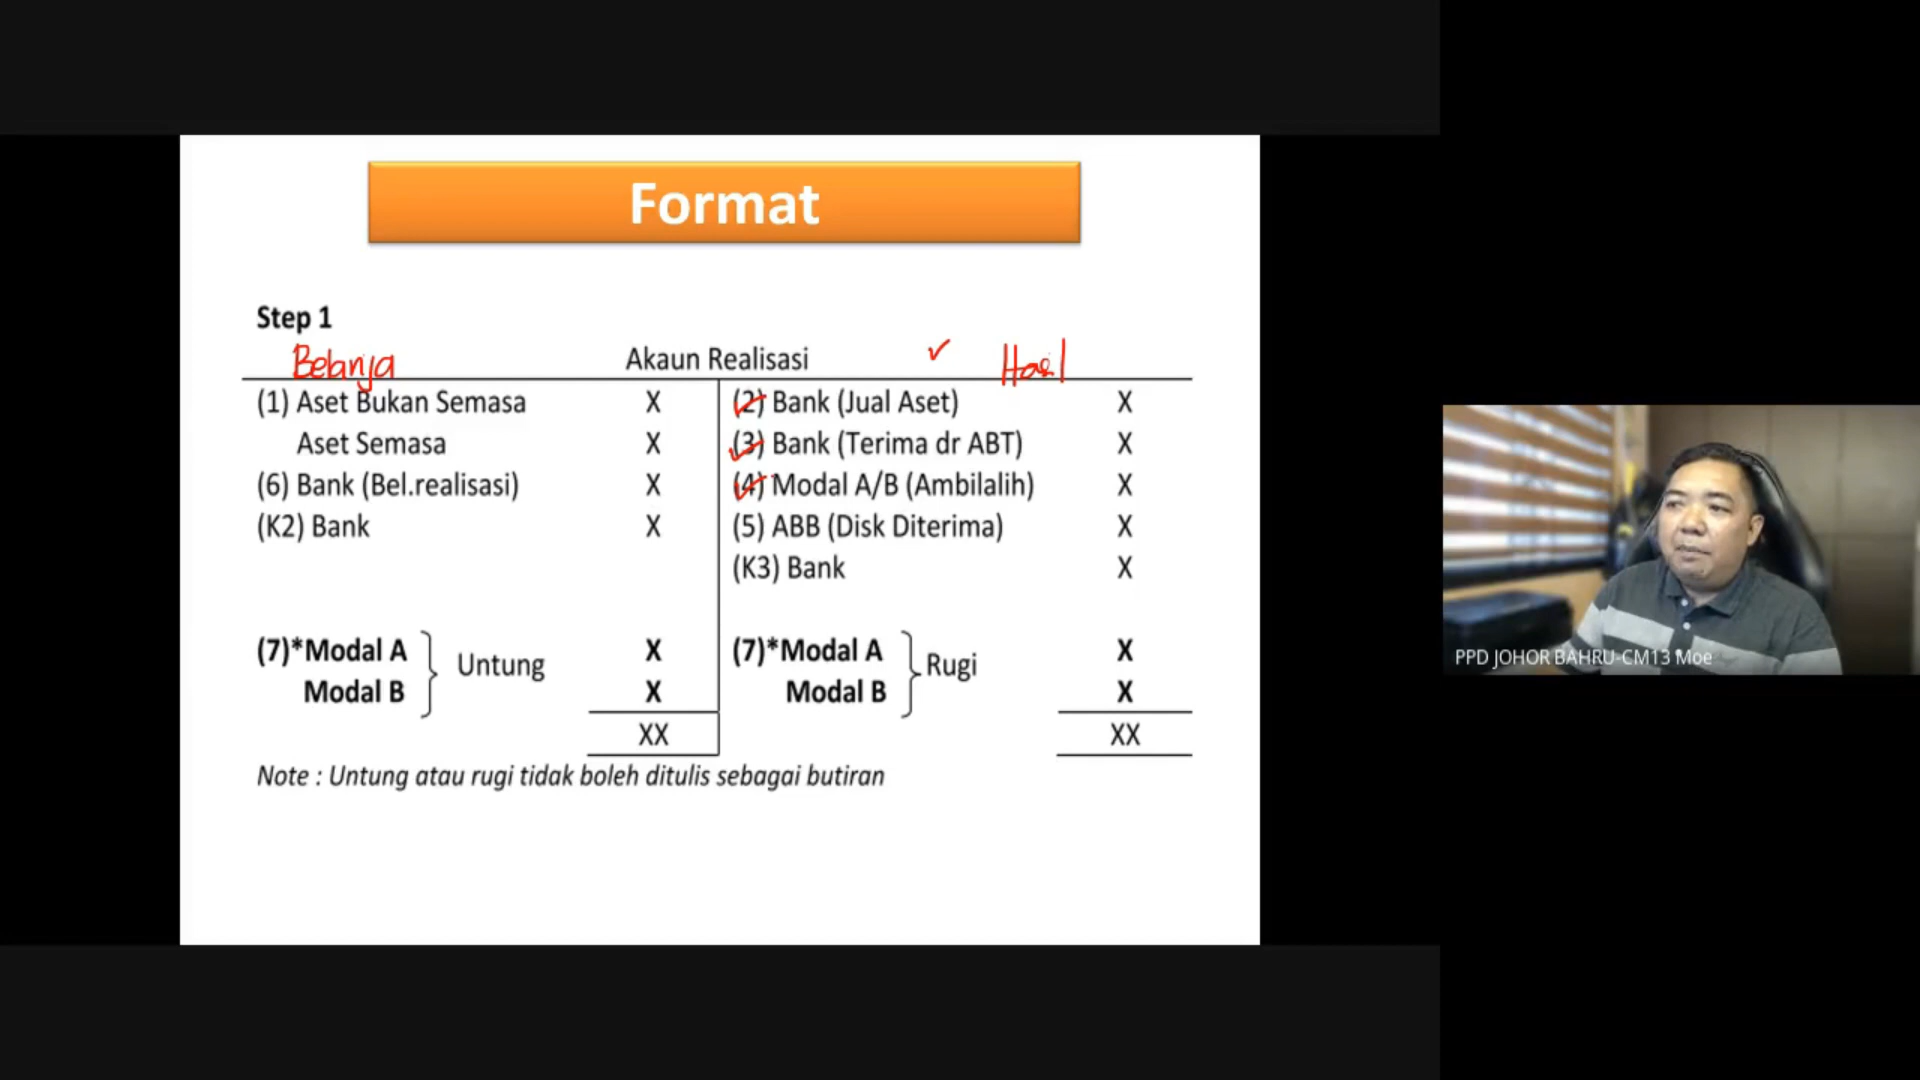 Format
Step 1
Belanja Akaun Realisasi Hasil
(1) Aset Bukan Semasa X (2) Bank (Jual Aset) X
Aset Semasa X (3) Bank (Terima dr ABT) X
(6) Bank (Bel.realisasi) X (4) Modal A/B (Ambilalih) X
(K2) Bank X (5) ABB (Disk Diterima) X
(K3) Bank X
(7)*Modal A X (7)*Modal A X
Untung Rugi
Modal B X Modal B X
XX XX
Note : Untung atau rugi tidak boleh ditulis sebagai butiran
PPD JOHOR BAHRU-CM13 Moe